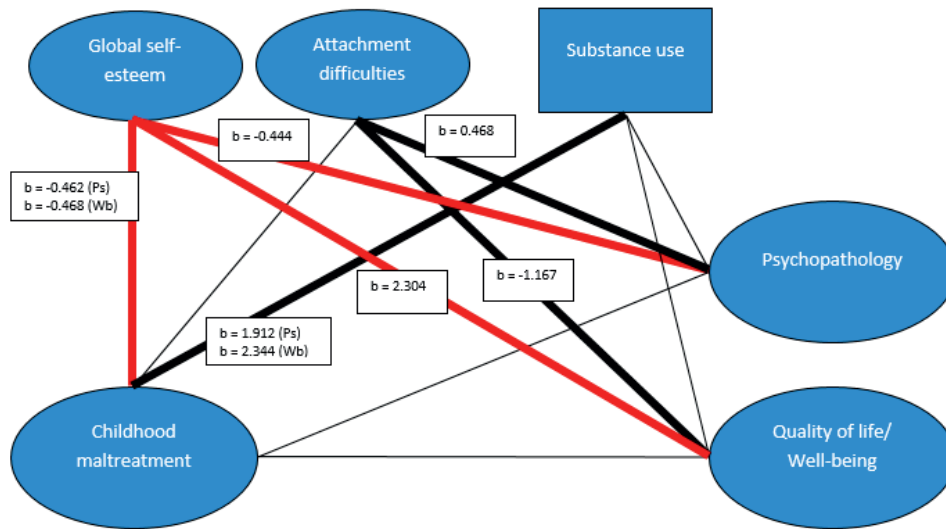 Global self-
esteem
Attachment
difficulties
Substance use
b = -0.444
b = 0.468
b = -0.462 (Ps)
b = -0.468 (Wb)
Psychopathology
b = 2.304
b = -1.167
b = 1.912 (Ps)
b = 2.344 (Wb)
Childhood
maltreatment
Quality of life/
Well-being